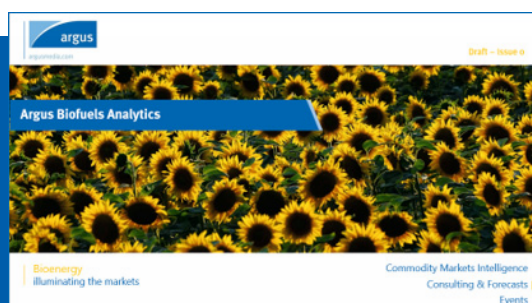 argus
argusmedia.com
Draft – Issue 0
Argus Biofuels Analytics
Bioenergy
illuminating the markets
Commodity Markets Intelligence
Consulting & Forecasts
Events